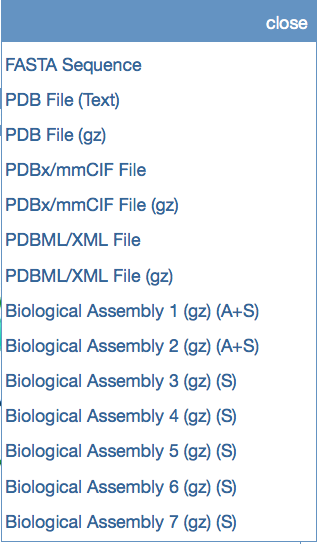 close
FASTA Sequence
PDB File (Text)
PDB File (gz)
PDBx/mmCIF File
PDBx/mmCIF File (gz)
PDBML/XML File
PDBML/XML File (gz)
Biological Assembly 1 (gz) (A+S)
Biological Assembly 2 (gz) (A+S)
Biological Assembly 3 (gz) (S)
Biological Assembly 4 (gz) (S)
Biological Assembly 5 (gz) (S)
Biological Assembly 6 (gz) (S)
Biological Assembly 7 (gz) (S)